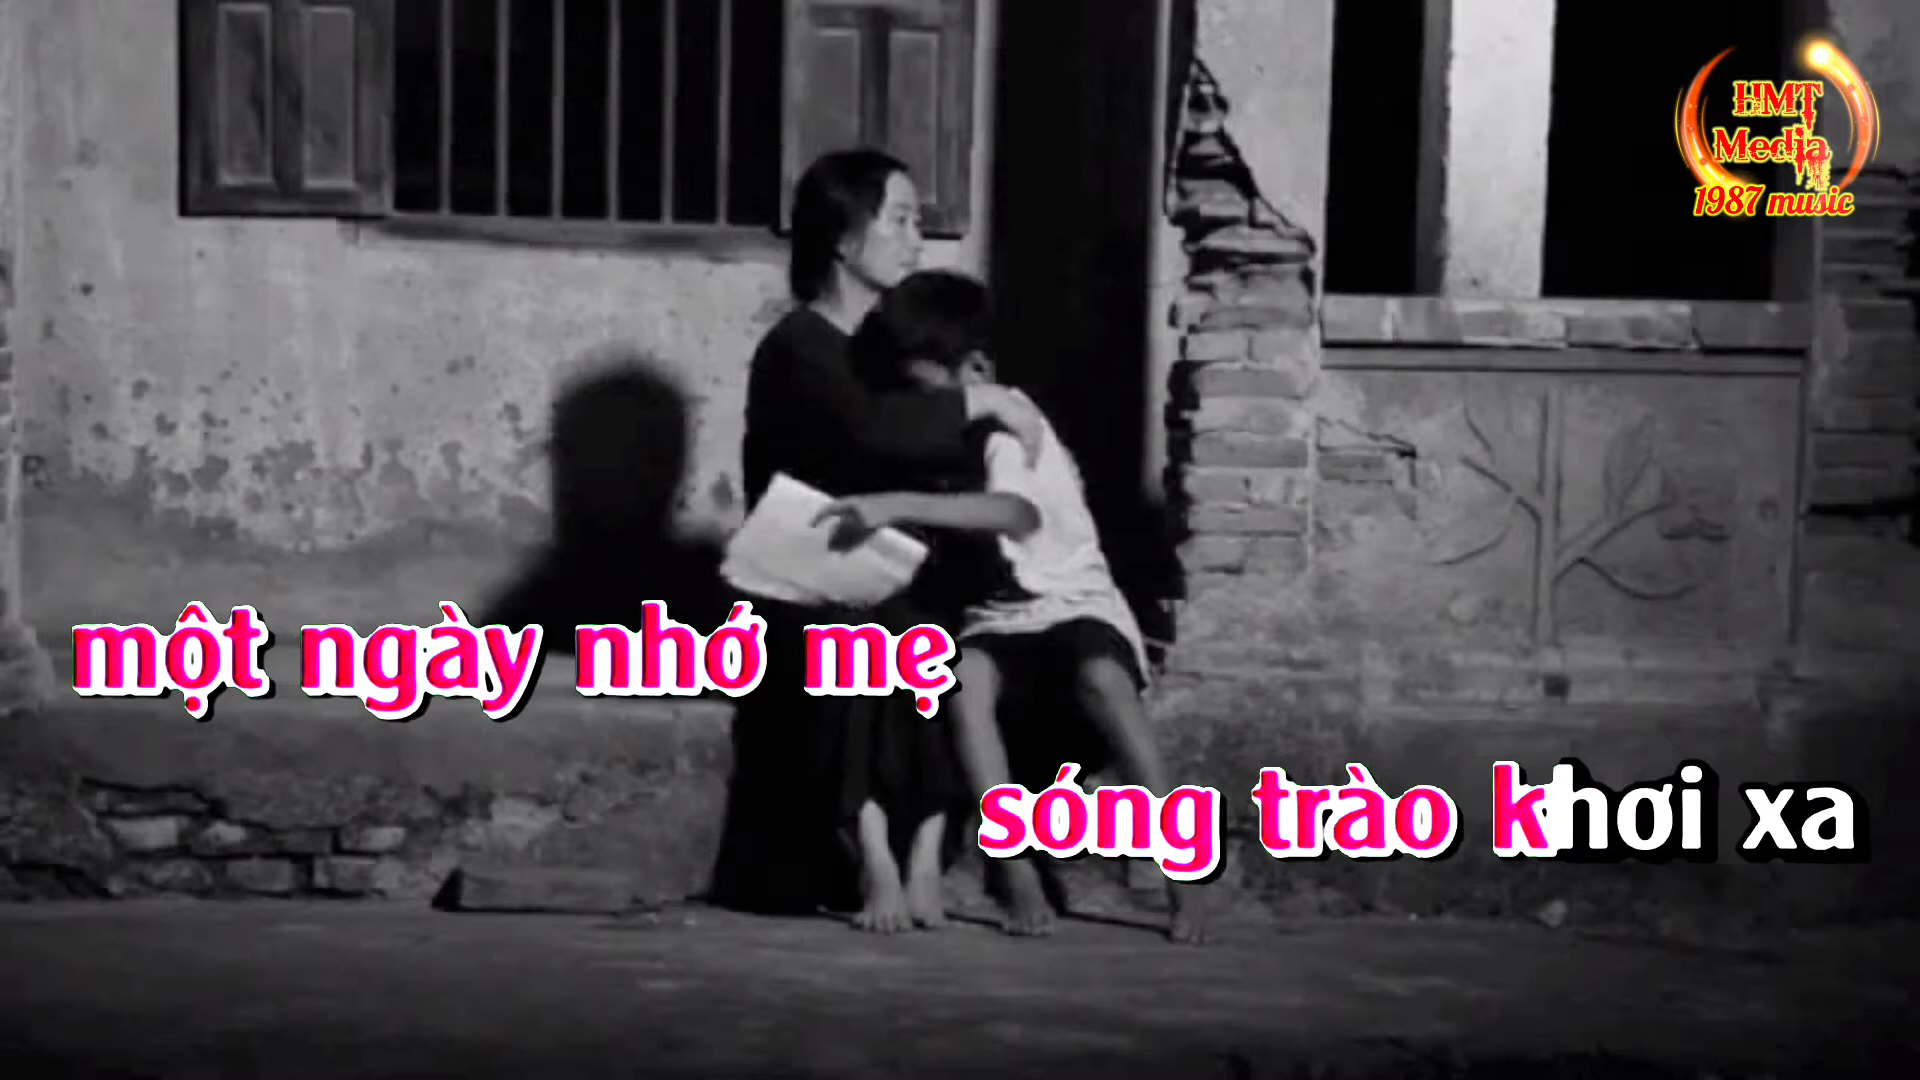 HMT
Media
1987 music
một ngày nhớ mẹ
sóng trào khơi xa